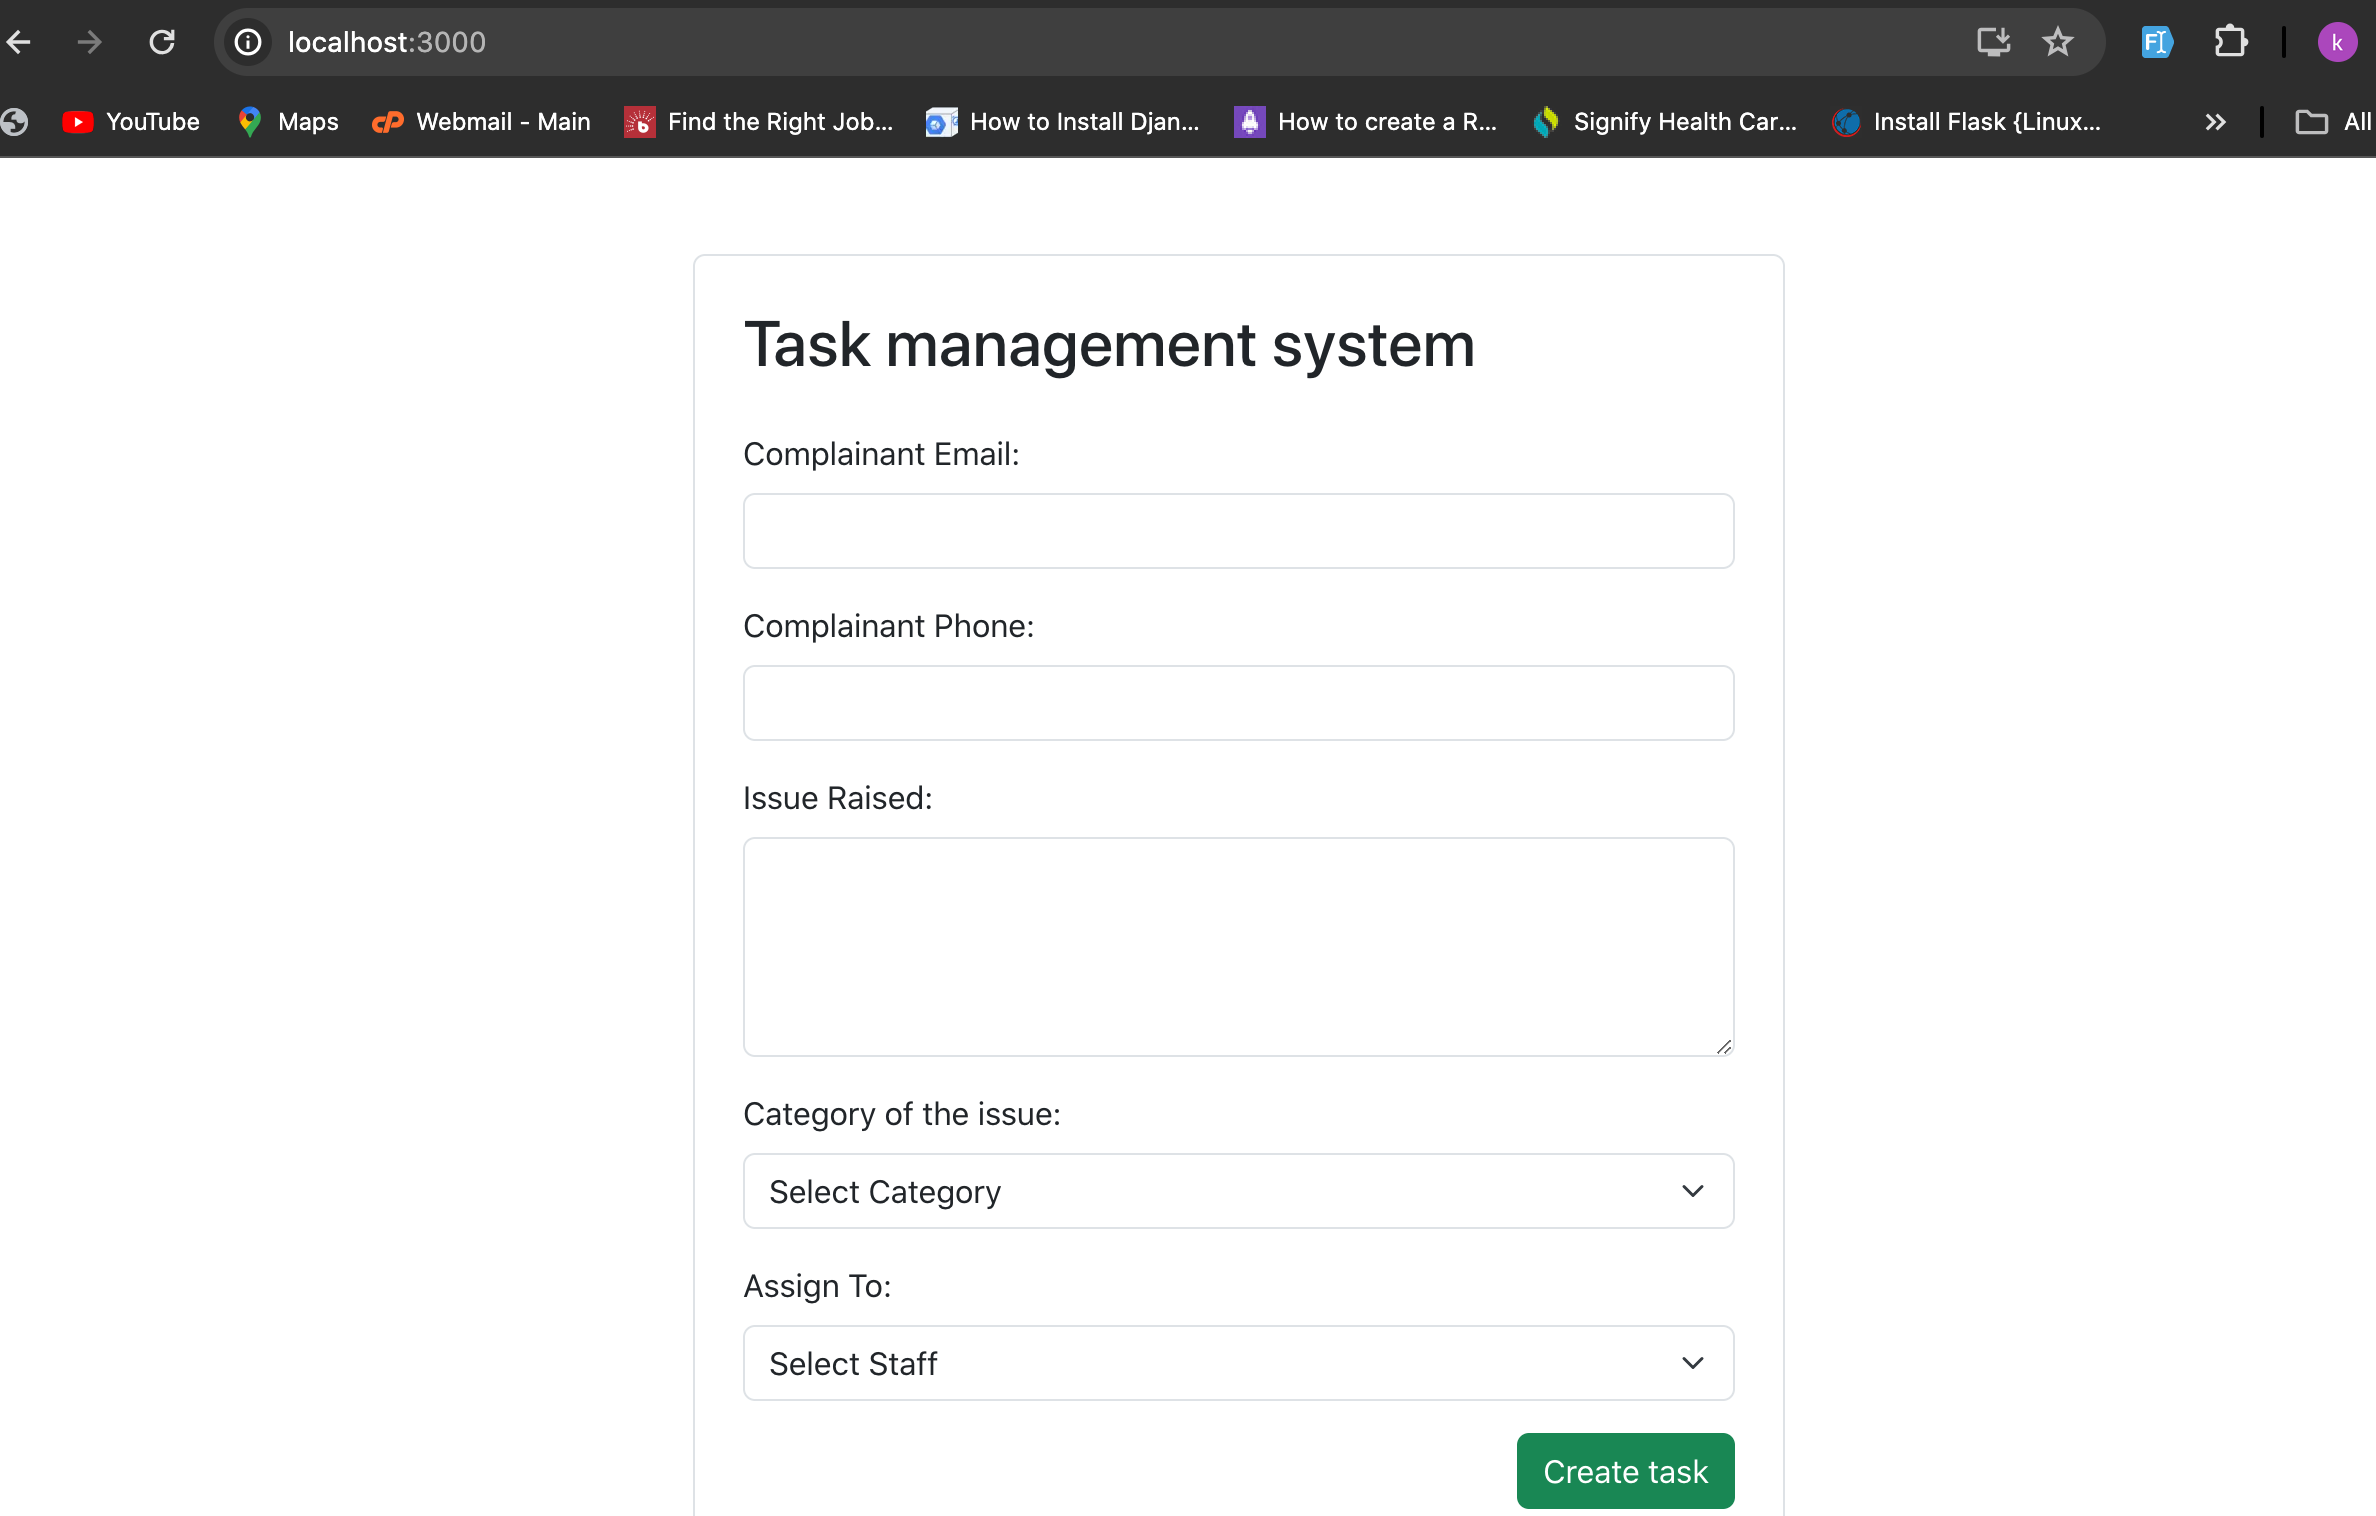 localhost:3000
k
YouTube
Maps
Webmail - Main
Find the Right Job...
How to Install Djan...
How to create a R...
Signify Health Car...
Install Flask {Linux...
All
Task management system
Complainant Email:
Complainant Phone:
Issue Raised:
Category of the issue:
Select Category
Assign To:
Select Staff
Create task